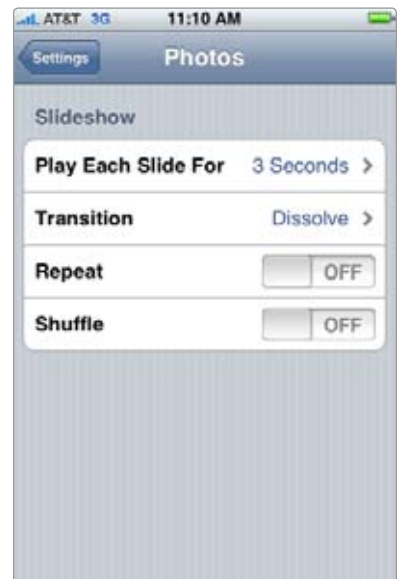 AT&T 3G 11:10 AM
Settings Photos
Slideshow
Play Each Slide For 3 Seconds >
Transition Dissolve >
Repeat OFF
Shuffle OFF